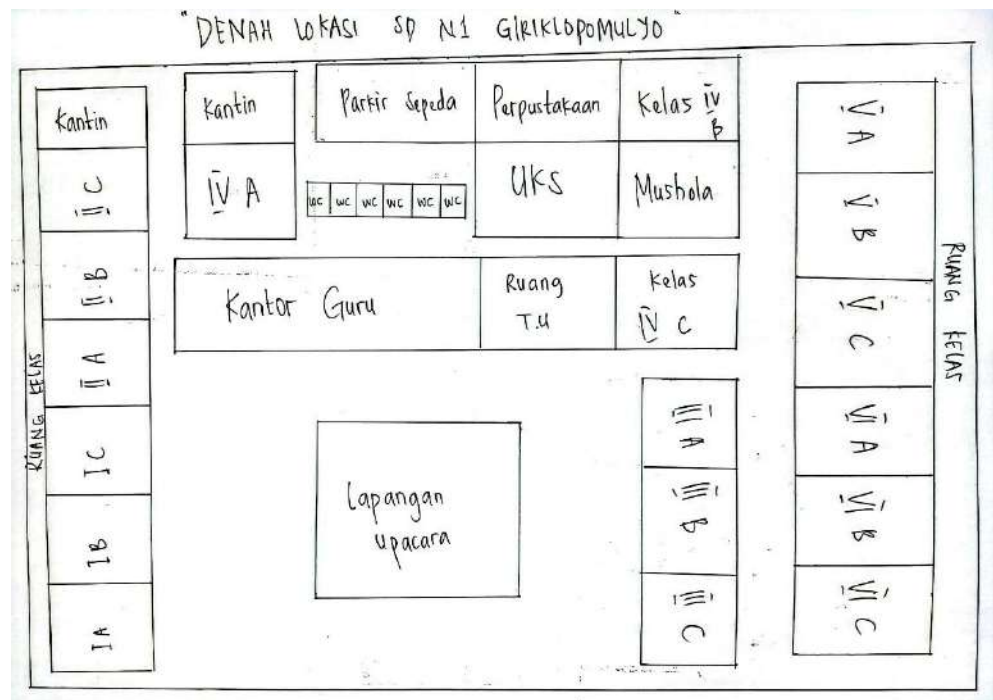 "DENAH LOKASI SD N1 GIRIKLOPOMULYO"
Kantin
II C
II B
II A
I C
I B
I A
RUANG KELAS
Kantin
IV A
Parkir Sepeda
WC WC WC WC WC WC
Perpustakaan
UKS
Kelas IV
B
Mushola
Kantor Guru
Ruang
T.U
Kelas
IV C
Lapangan
upacara
III A
III B
III C
V A
V B
V C
VI A
VI B
VI C
RUANG KELAS